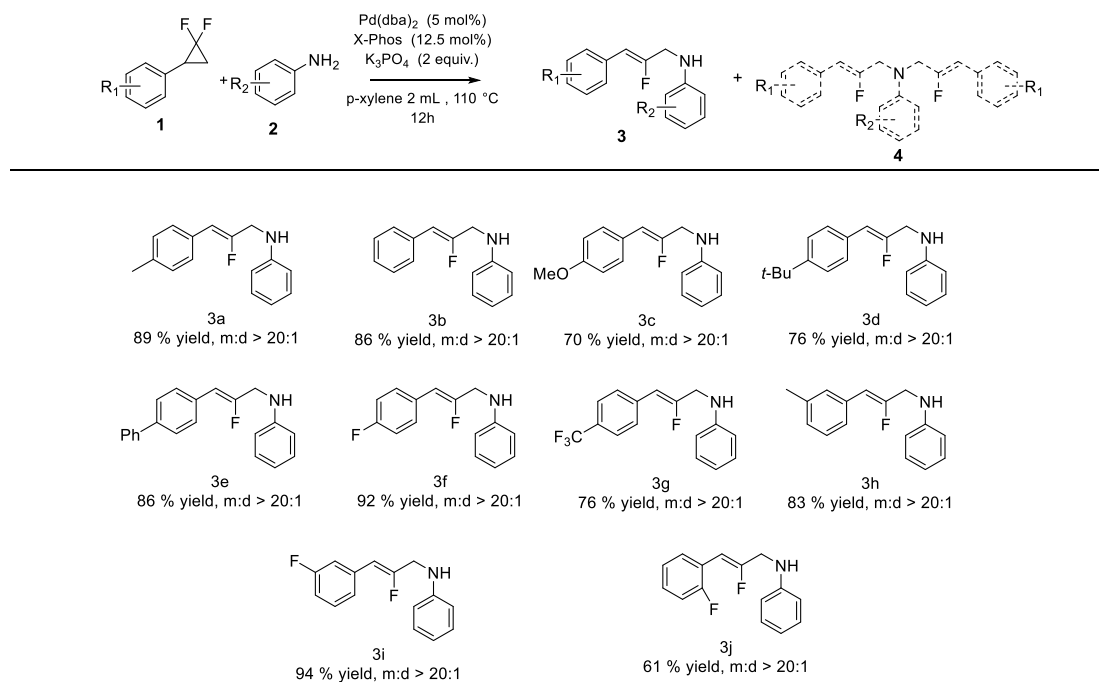 F F
R1
1
+
R2
NH2
2
Pd(dba)2 (5 mol%)
X-Phos (12.5 mol%)
K3PO4 (2 equiv.)
p-xylene 2 mL , 110 °C
12h
R1
F
NH
R2
3
+
R1
F
N
F
R1
R2
4
F
NH
3a
89 % yield, m:d > 20:1
F
NH
3b
86 % yield, m:d > 20:1
MeO
F
NH
3c
70 % yield, m:d > 20:1
t-Bu
F
NH
3d
76 % yield, m:d > 20:1
Ph
F
NH
3e
86 % yield, m:d > 20:1
F
F
NH
3f
92 % yield, m:d > 20:1
F3C
F
NH
3g
76 % yield, m:d > 20:1
F
NH
3h
83 % yield, m:d > 20:1
F
F
NH
3i
94 % yield, m:d > 20:1
F
F
NH
3j
61 % yield, m:d > 20:1